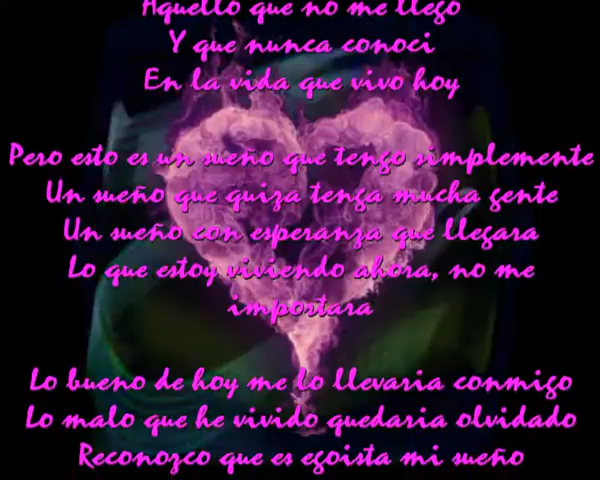 Aquello que no me llego
Y que nunca conoci
En la vida que vivo hoy
Pero esto es un sueño que tengo simplemente
Un sueño que quiza tenga mucha gente
Un sueño con esperanza que llegara
Lo que estoy viviendo ahora, no me
importara
Lo bueno de hoy me lo llevaria conmigo
Lo malo que he vivido quedaria olvidado
Reconozco que es egoista mi sueño